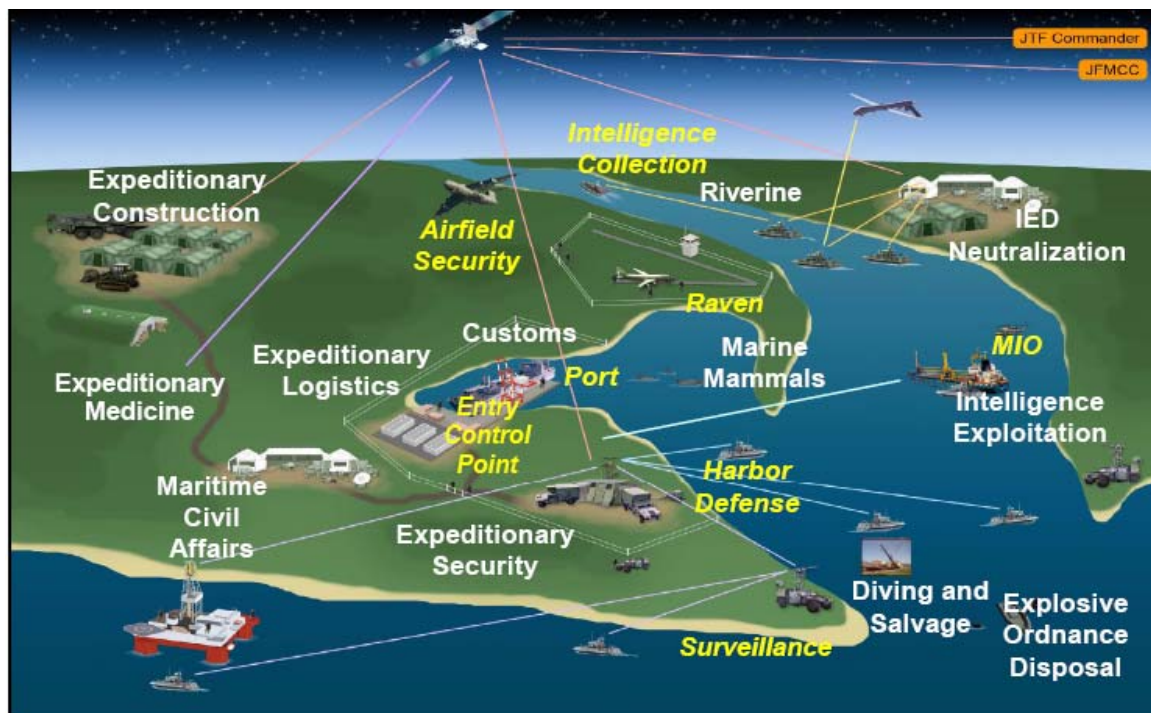 JTF Commander
JFMCC
Intelligence
Collection
Expeditionary
Construction
Riverine
IED
Neutralization
Airfield
Security
Raven
Customs
Expeditionary
Logistics
Port
Marine
Mammals
MIO
Expeditionary
Medicine
Entry
Control
Point
Intelligence
Exploitation
Harbor
Defense
Maritime
Civil
Affairs
Expeditionary
Security
Diving and
Salvage
Explosive
Ordnance
Disposal
Surveillance